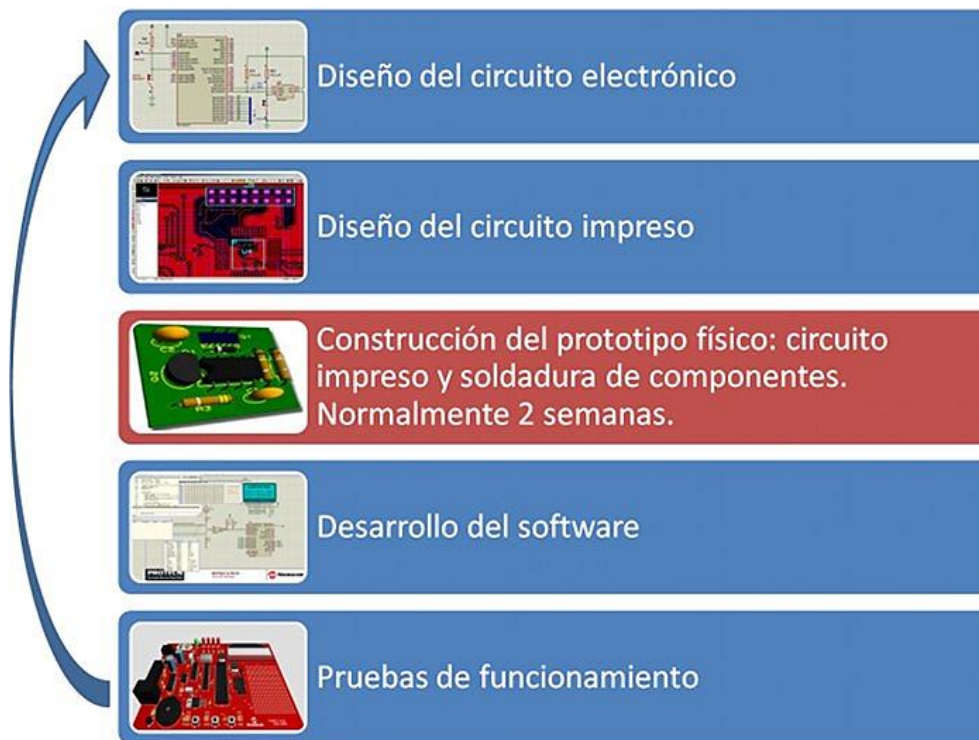 Diseño del circuito electrónico
Diseño del circuito impreso
Construcción del prototipo físico: circuito
impreso y soldadura de componentes.
Normalmente 2 semanas.
R3
Desarrollo del software
Pruebas de funcionamiento